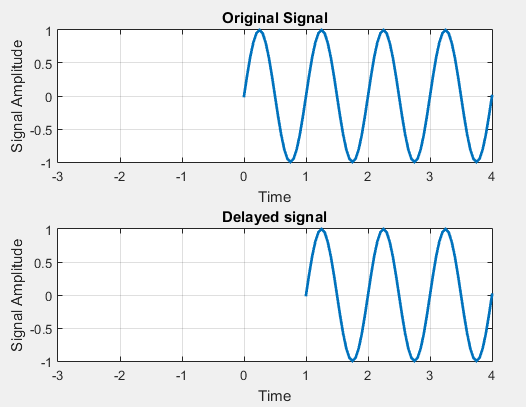 Original Signal
1
0.5
0
-0.5
-1
Signal Amplitude
-3 -2 -1 0 1 2 3 4
Time
Delayed signal
1
0.5
0
-0.5
-1
Signal Amplitude
-3 -2 -1 0 1 2 3 4
Time